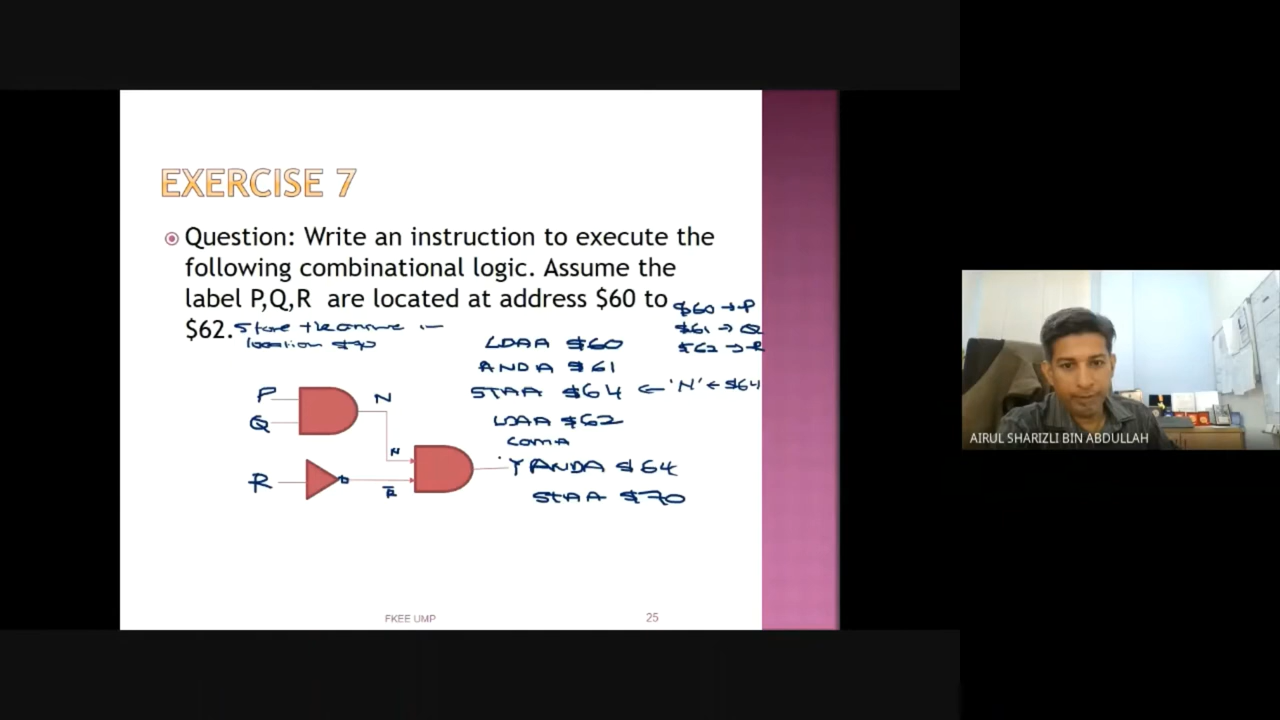 EXERCISE 7
Question: Write an instruction to execute the
following combinational logic. Assume the
label P,Q,R are located at address $60 to
$62. Store the answer in
location $70
$60 → P
$61 → Q
$62 → R
LDAA $60
ANDA $61
STAA $64 ← 'N' ← $64
LDAA $62
COMA
ANDA $64
STAA $70
P
Q
N
N
R
R̅
Y
FKEE UMP
25
AIRUL SHARIZLI BIN ABDULLAH